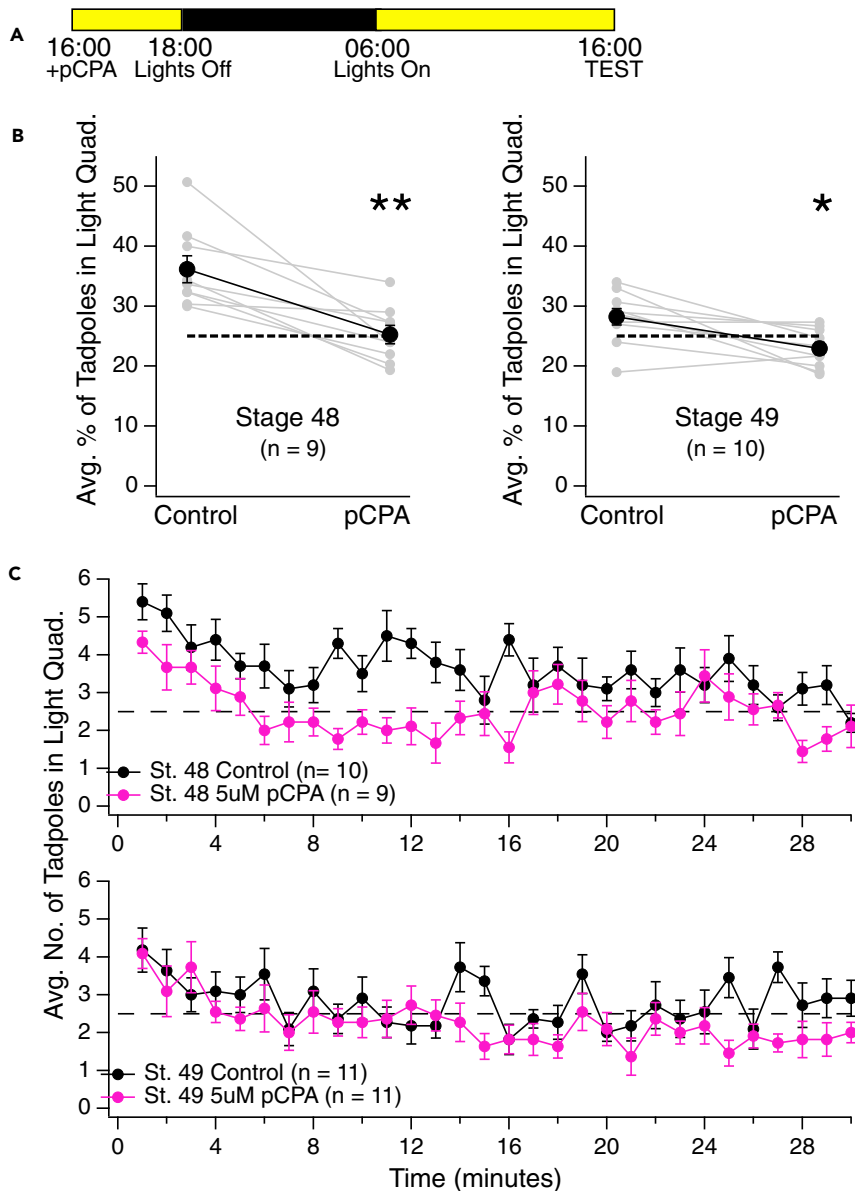 A
16:00 18:00 06:00 16:00
+pCPA Lights Off Lights On TEST
B
Avg. % of Tadpoles in Light Quad.
50
40
30
20
10
0
**
Stage 48
(n = 9)
Control pCPA
Avg. % of Tadpoles in Light Quad.
50
40
30
20
10
0
*
Stage 49
(n = 10)
Control pCPA
C
Avg. No. of Tadpoles in Light Quad.
6
5
4
3
2
1
0
St. 48 Control (n= 10)
St. 48 5uM pCPA (n = 9)
0 4 8 12 16 20 24 28
6
5
4
3
2
1
0
St. 49 Control (n = 11)
St. 49 5uM pCPA (n = 11)
0 4 8 12 16 20 24 28
Time (minutes)